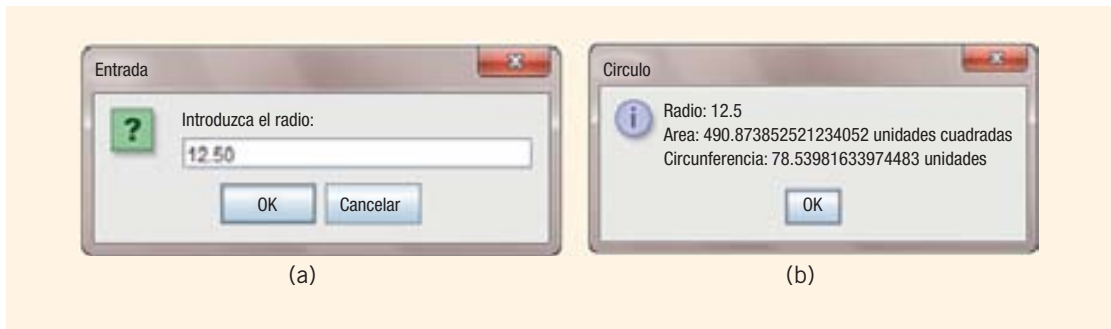 Entrada
?
Introduzca el radio:
12.50
OK
Cancelar
(a)
Circulo
i
Radio: 12.5
Area: 490.873852521234052 unidades cuadradas
Circunferencia: 78.53981633974483 unidades
OK
(b)